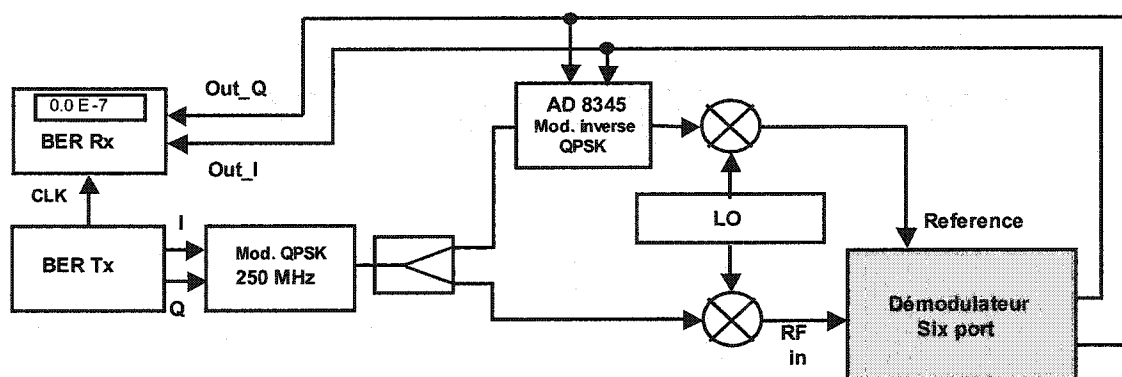 Out_Q
0.0 E-7
BER Rx
Out_I
CLK
AD 8345
Mod. inverse
QPSK
LO
Reference
BER Tx
I
Q
Mod. QPSK
250 MHz
RF
in
Démodulateur
Six port